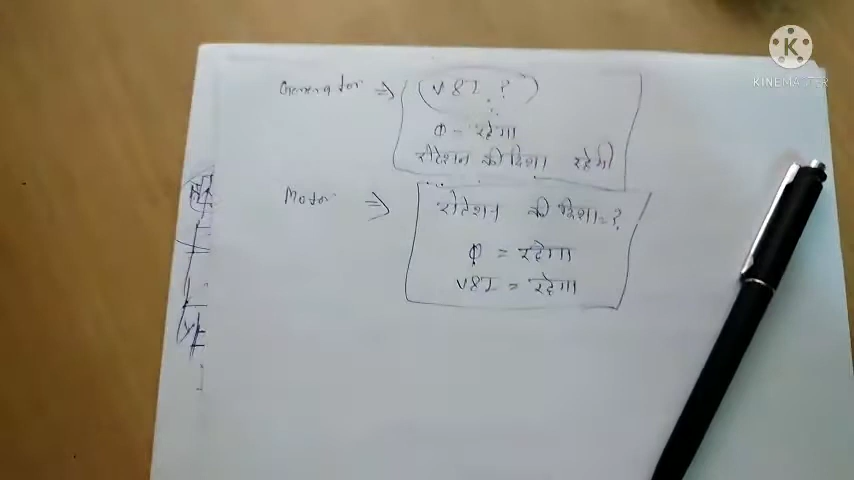 Generator ⇒ (V & I ?)
Φ - रहेगा
रोटेशन की दिशा रहेगी
Motor ⇒ रोटेशन की दिशा = ?
Φ = रहेगा
V & I = रहेगा
K
KINEMASTER